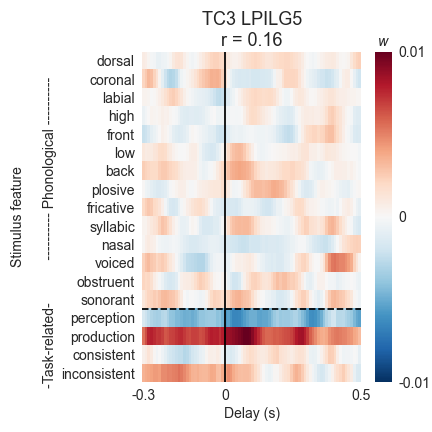 TC3 LPILG5
r = 0.16
w
dorsal
coronal
labial
high
front
low
back
plosive
fricative
syllabic
nasal
voiced
obstruent
sonorant
perception
production
consistent
inconsistent
Stimulus feature
-Task-related- ---------- Phonological ----------
0.01
0
-0.01
-0.3 0 0.5
Delay (s)